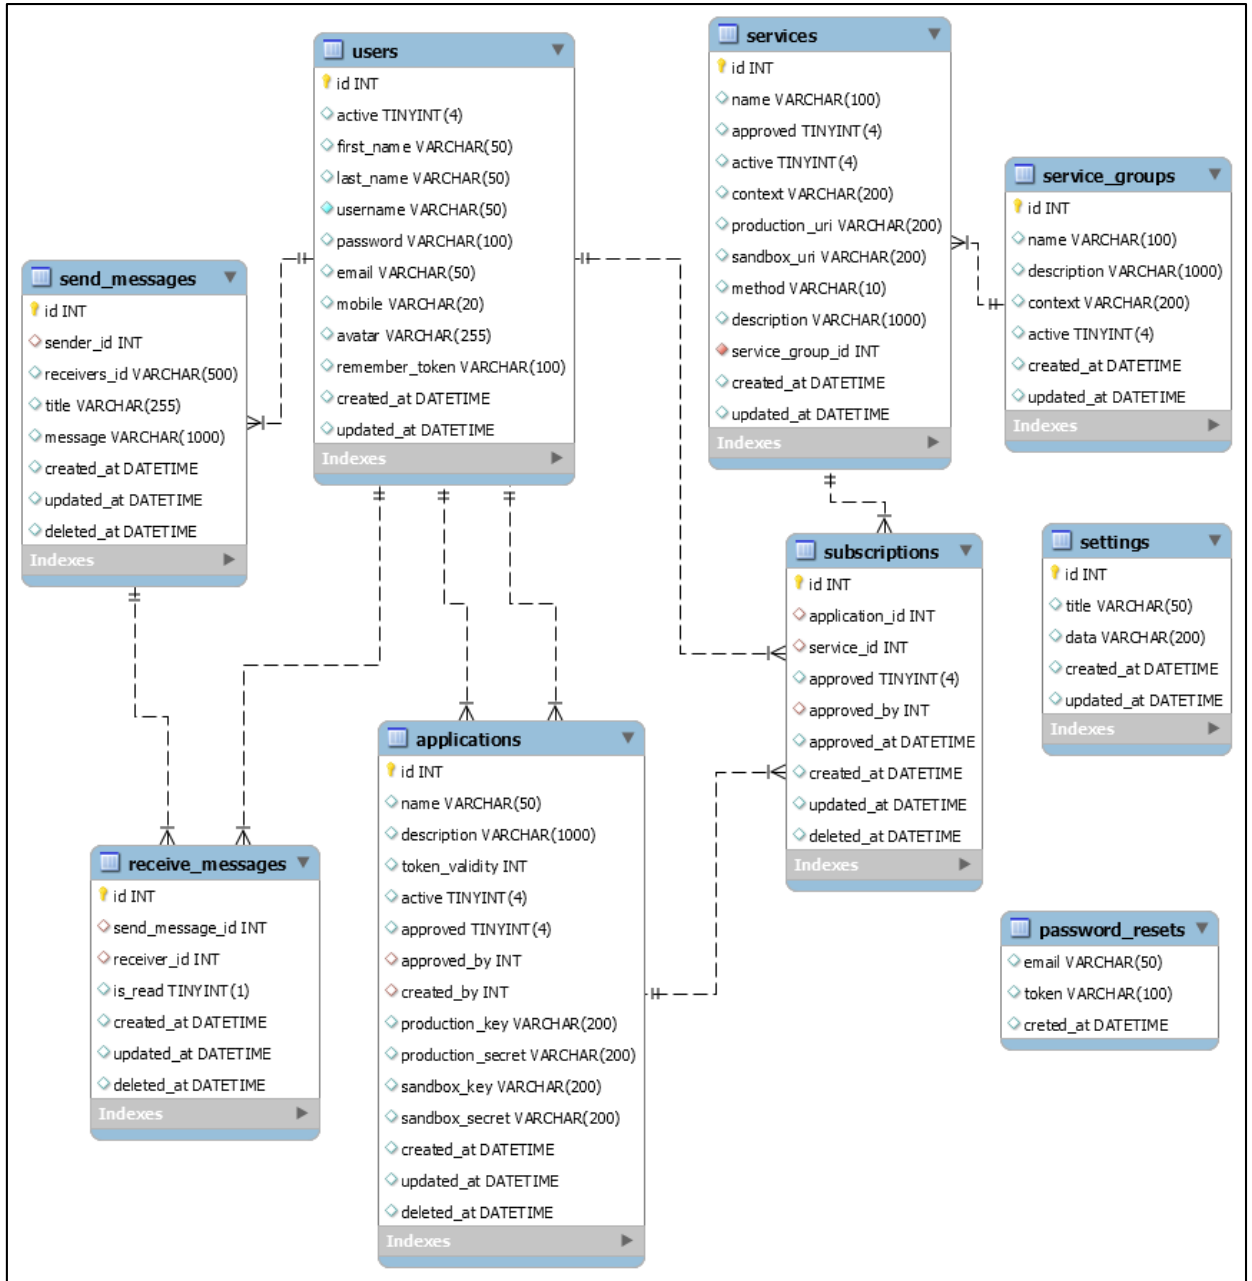 users
id INT
active TINYINT(4)
first_name VARCHAR(50)
last_name VARCHAR(50)
username VARCHAR(50)
password VARCHAR(100)
email VARCHAR(50)
mobile VARCHAR(20)
avatar VARCHAR(255)
remember_token VARCHAR(100)
created_at DATETIME
updated_at DATETIME
Indexes
services
id INT
name VARCHAR(100)
approved TINYINT(4)
active TINYINT(4)
context VARCHAR(200)
production_uri VARCHAR(200)
sandbox_uri VARCHAR(200)
method VARCHAR(10)
description VARCHAR(1000)
service_group_id INT
created_at DATETIME
updated_at DATETIME
Indexes
service_groups
id INT
name VARCHAR(100)
description VARCHAR(1000)
context VARCHAR(200)
active TINYINT(4)
created_at DATETIME
updated_at DATETIME
Indexes
send_messages
id INT
sender_id INT
receivers_id VARCHAR(500)
title VARCHAR(255)
message VARCHAR(1000)
created_at DATETIME
updated_at DATETIME
deleted_at DATETIME
Indexes
subscriptions
id INT
application_id INT
service_id INT
approved TINYINT(4)
approved_by INT
approved_at DATETIME
created_at DATETIME
updated_at DATETIME
deleted_at DATETIME
Indexes
settings
id INT
title VARCHAR(50)
data VARCHAR(200)
created_at DATETIME
updated_at DATETIME
Indexes
applications
id INT
name VARCHAR(50)
description VARCHAR(1000)
token_validity INT
active TINYINT(4)
approved TINYINT(4)
approved_by INT
created_by INT
production_key VARCHAR(200)
production_secret VARCHAR(200)
sandbox_key VARCHAR(200)
sandbox_secret VARCHAR(200)
created_at DATETIME
updated_at DATETIME
deleted_at DATETIME
Indexes
receive_messages
id INT
send_message_id INT
receiver_id INT
is_read TINYINT(1)
created_at DATETIME
updated_at DATETIME
deleted_at DATETIME
Indexes
password_resets
email VARCHAR(50)
token VARCHAR(100)
creted_at DATETIME